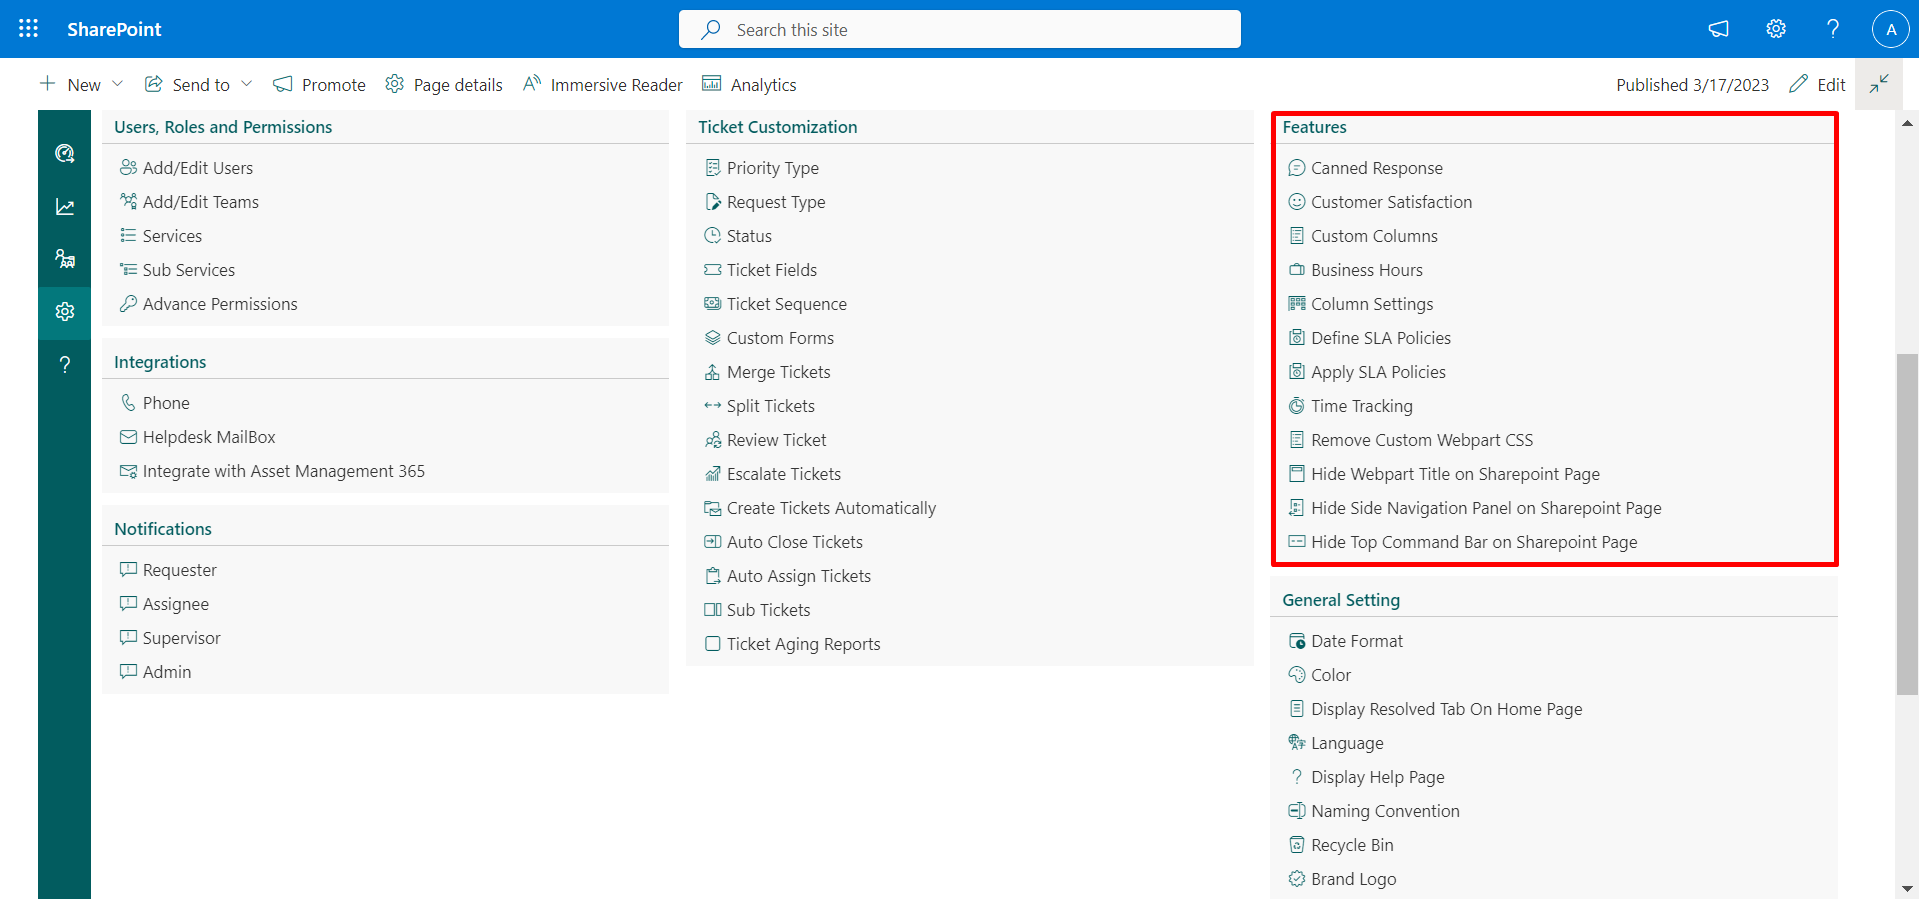 SharePoint
Search this site
A
New
Send to
Promote
Page details
Immersive Reader
Analytics
Published 3/17/2023
Edit
Users, Roles and Permissions
Add/Edit Users
Add/Edit Teams
Services
Sub Services
Advance Permissions
Integrations
Phone
Helpdesk MailBox
Integrate with Asset Management 365
Notifications
Requester
Assignee
Supervisor
Admin
Ticket Customization
Priority Type
Request Type
Status
Ticket Fields
Ticket Sequence
Custom Forms
Merge Tickets
Split Tickets
Review Ticket
Escalate Tickets
Create Tickets Automatically
Auto Close Tickets
Auto Assign Tickets
Sub Tickets
Ticket Aging Reports
Features
Canned Response
Customer Satisfaction
Custom Columns
Business Hours
Column Settings
Define SLA Policies
Apply SLA Policies
Time Tracking
Remove Custom Webpart CSS
Hide Webpart Title on Sharepoint Page
Hide Side Navigation Panel on Sharepoint Page
Hide Top Command Bar on Sharepoint Page
General Setting
Date Format
Color
Display Resolved Tab On Home Page
Language
Display Help Page
Naming Convention
Recycle Bin
Brand Logo